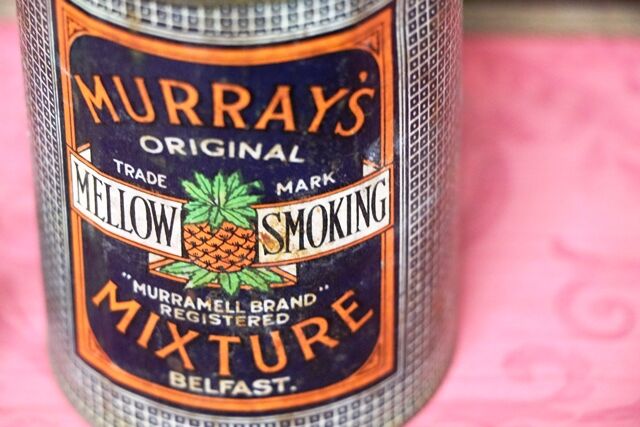 MURRAY'S
ORIGINAL
TRADE MARK
MELLOW SMOKING
"MURRAMELL BRAND"
REGISTERED
MIXTURE
BELFAST.